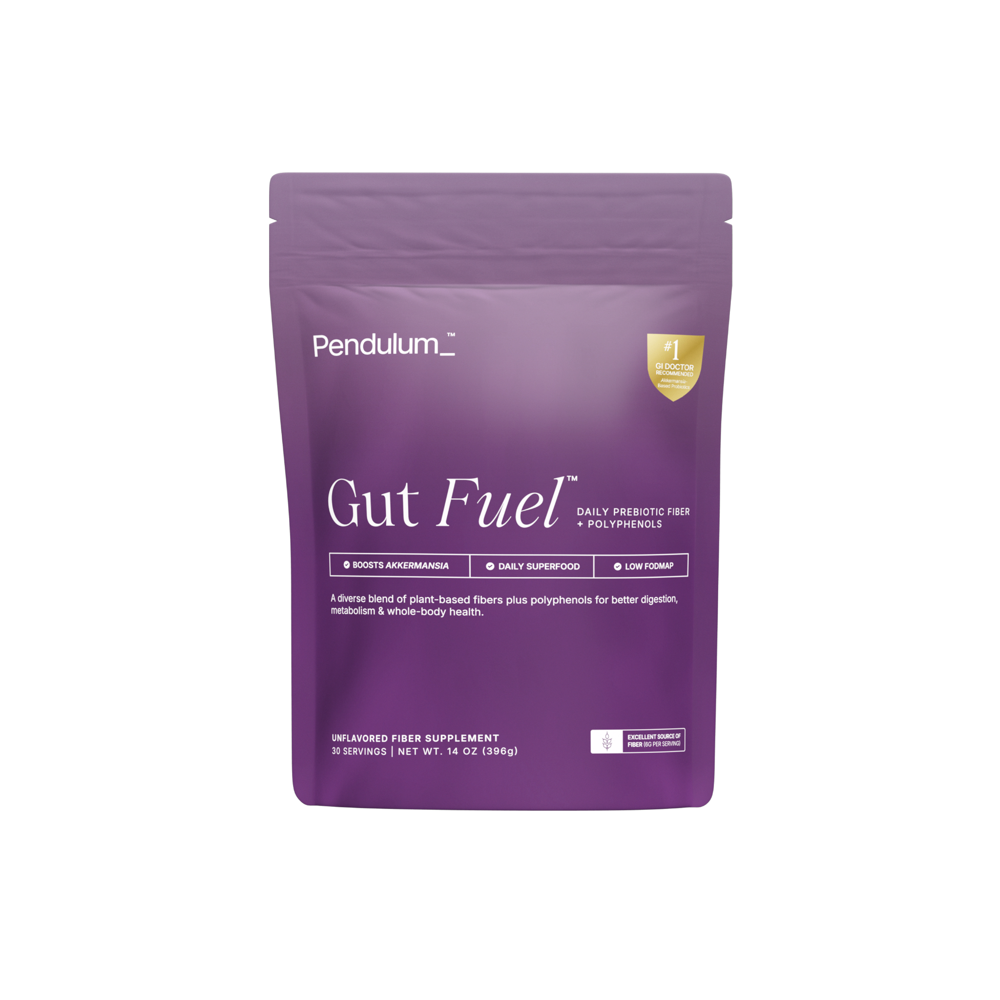 Pendulum_™
#1
GI DOCTOR
RECOMMENDED
Akkermansia-
Based Probiotics
Gut Fuel™
DAILY PREBIOTIC FIBER
+ POLYPHENOLS
BOOSTS AKKERMANSIA
DAILY SUPERFOOD
LOW FODMAP
A diverse blend of plant-based fibers plus polyphenols for better digestion,
metabolism & whole-body health.
UNFLAVORED FIBER SUPPLEMENT
30 SERVINGS | NET WT. 14 OZ (396g)
EXCELLENT SOURCE OF
FIBER (6G PER SERVING)